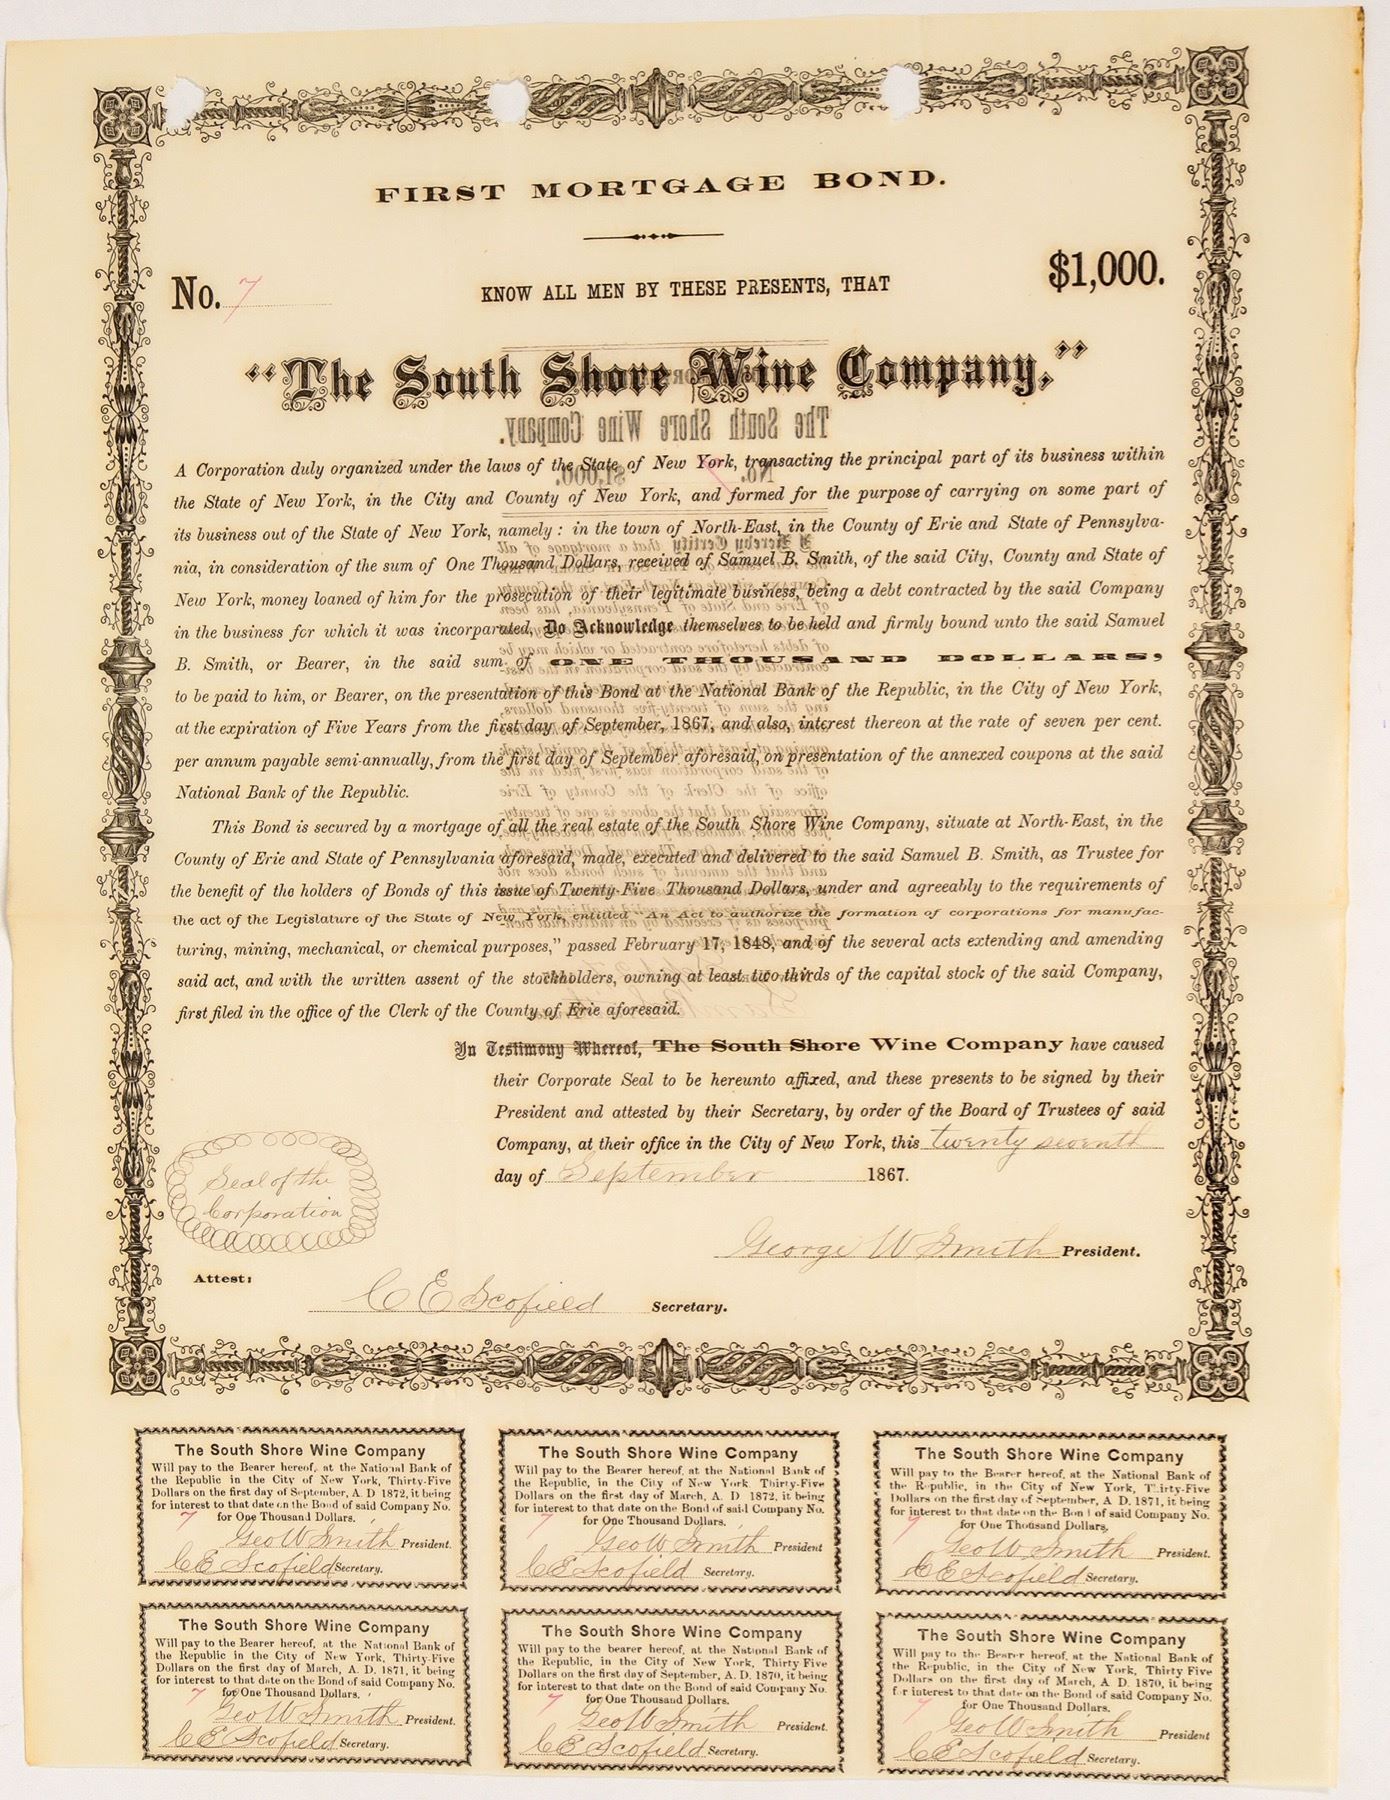 FIRST MORTGAGE BOND.
No. 7
KNOW ALL MEN BY THESE PRESENTS, THAT
$1,000.
"The South Shore Wine Company,"
A Corporation duly organized under the laws of the State of New York, transacting the principal part of its business within
the State of New York, in the City and County of New York, and formed for the purpose of carrying on some part of
its business out of the State of New York, namely: in the town of North-East, in the County of Erie and State of Pennsylva-
nia, in consideration of the sum of One Thousand Dollars, received of Samuel B. Smith, of the said City, County and State of
New York, money loaned of him for the prosecution of their legitimate business, being a debt contracted by the said Company
in the business for which it was incorparated, Do Acknowledge themselves to be held and firmly bound unto the said Samuel
B. Smith, or Bearer, in the said sum of ONE THOUSAND DOLLARS,
to be paid to him, or Bearer, on the presentation of this Bond at the National Bank of the Republic, in the City of New York,
at the expiration of Five Years from the first day of September, 1867, and also, interest thereon at the rate of seven per cent.
per annum payable semi-annually, from the first day of September aforesaid, on presentation of the annexed coupons at the said
National Bank of the Republic.
This Bond is secured by a mortgage of all the real estate of the South Shore Wine Company, situate at North-East, in the
County of Erie and State of Pennsylvania aforesaid, made, executed and delivered to the said Samuel B. Smith, as Trustee for
the benefit of the holders of Bonds of this issue of Twenty-Five Thousand Dollars, under and agreeably to the requirements of
the act of the Legislature of the State of New York, entitled "An Act to authorize the formation of corporations for manufac-
turing, mining, mechanical, or chemical purposes," passed February 17, 1848, and of the several acts extending and amending
said act, and with the written assent of the stockholders, owning at least two thirds of the capital stock of the said Company,
first filed in the office of the Clerk of the County of Erie aforesaid.
In Testimony Whereof, The South Shore Wine Company have caused
their Corporate Seal to be hereunto affixed, and these presents to be signed by their
President and attested by their Secretary, by order of the Board of Trustees of said
Company, at their office in the City of New York, this twenty seventh
day of September 1867.
Seal of the
Corporation
George W Smith President.
Attest:
C E Scofield Secretary.
The South Shore Wine Company
Will pay to the Bearer hereof, at the National Bank of
the Republic in the City of New York, Thirty-Five
Dollars on the first day of September, A. D 1872, it being
for interest to that date on the Bond of said Company No.
7 for One Thousand Dollars.
Geo W Smith President.
C E Scofield Secretary.
The South Shore Wine Company
Will pay to the Bearer hereof, at the National Bank of
the Republic, in the City of New York Thirty-Five
Dollars on the first day of March, A. D 1872, it being
for interest to that date on the Bond of said Company No.
7 for One Thousand Dollars.
Geo W Smith President
C E Scofield Secretary.
The South Shore Wine Company
Will pay to the Bearer hereof, at the National Bank of
the Republic, in the City of New York, Thirty-Five
Dollars on the first day of September, A D. 1871, it being
for interest to that date on the Bond of said Company No.
7 for One Thousand Dollars,
Geo W Smith President.
C E Scofield Secretary.
The South Shore Wine Company
Will pay to the Bearer hereof, at the National Bank of
the Republic in the City of New York, Thirty-Five
Dollars on the first day of March, A. D. 1871, it being
for interest to that date on the Bond of said Company No.
7 for One Thousand Dollars.
Geo W Smith President.
C E Scofield Secretary.
The South Shore Wine Company
Will pay to the bearer hereof, at the National Bank of
the Republic, in the City of New York, Thirty Five
Dollars on the first day of September, A. D. 1870, it being
for interest to that date on the Bond of said Company No.
7 for One Thousand Dollars.
Geo W Smith President.
C E Scofield Secretary.
The South Shore Wine Company
Will pay to the Bearer hereof, at the National Bank of
the Republic, in the City of New York, Thirty Five
Dollars on the first day of March, A. D. 1870, it being
for interest to that date on the Bond of said Company No.
7 for One Thousand Dollars.
Geo W Smith President.
C E Scofield Secretary.